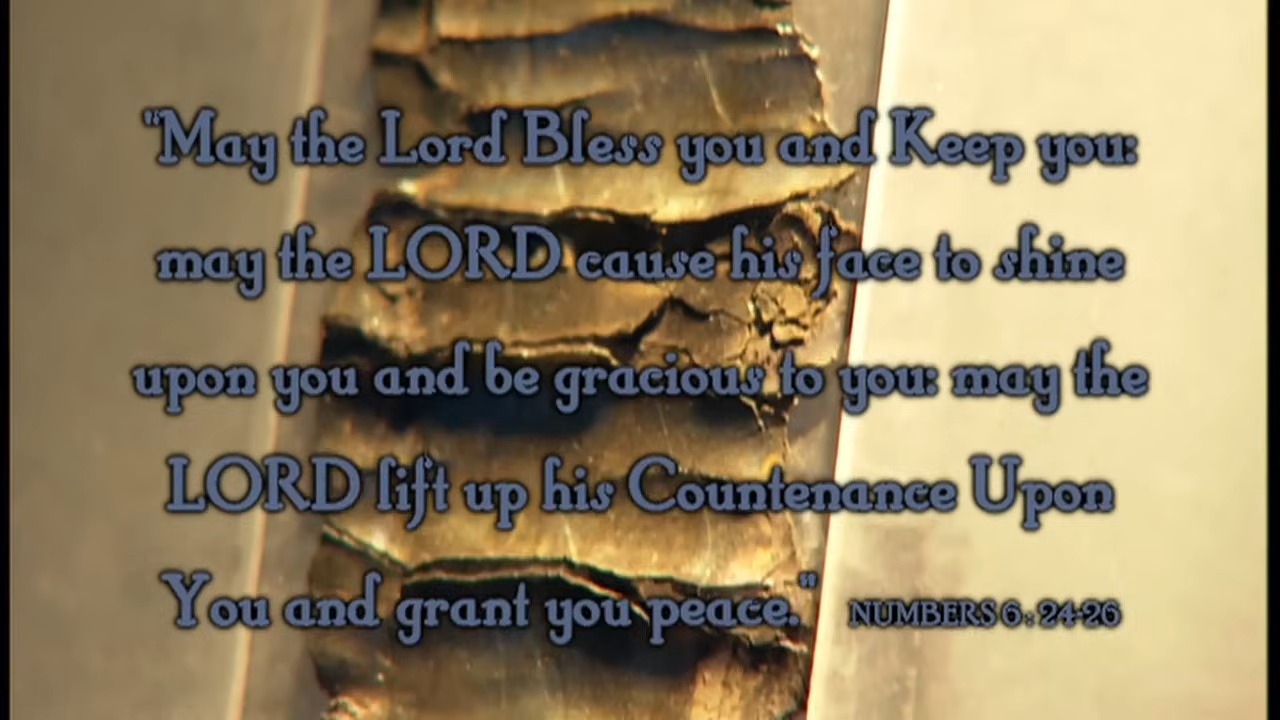 "May the Lord Bless you and Keep you:
may the LORD cause his face to shine
upon you and be gracious to you: may the
LORD lift up his Countenance Upon
You and grant you peace." NUMBERS 6:24-26